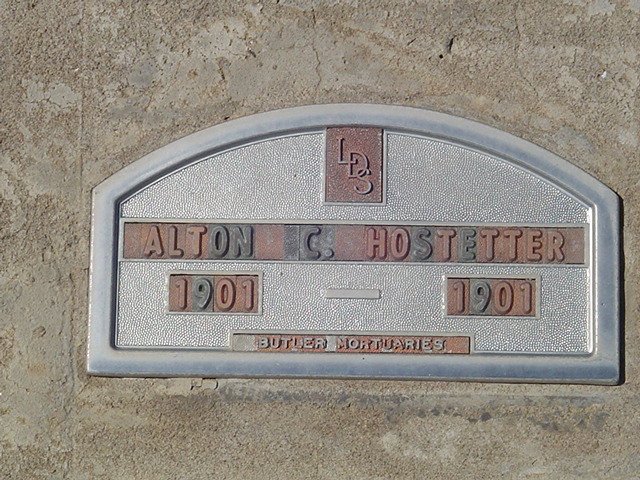 LDS
ALTON C. HOSTETTER
1901 — 1901
BUTLER MORTUARIES